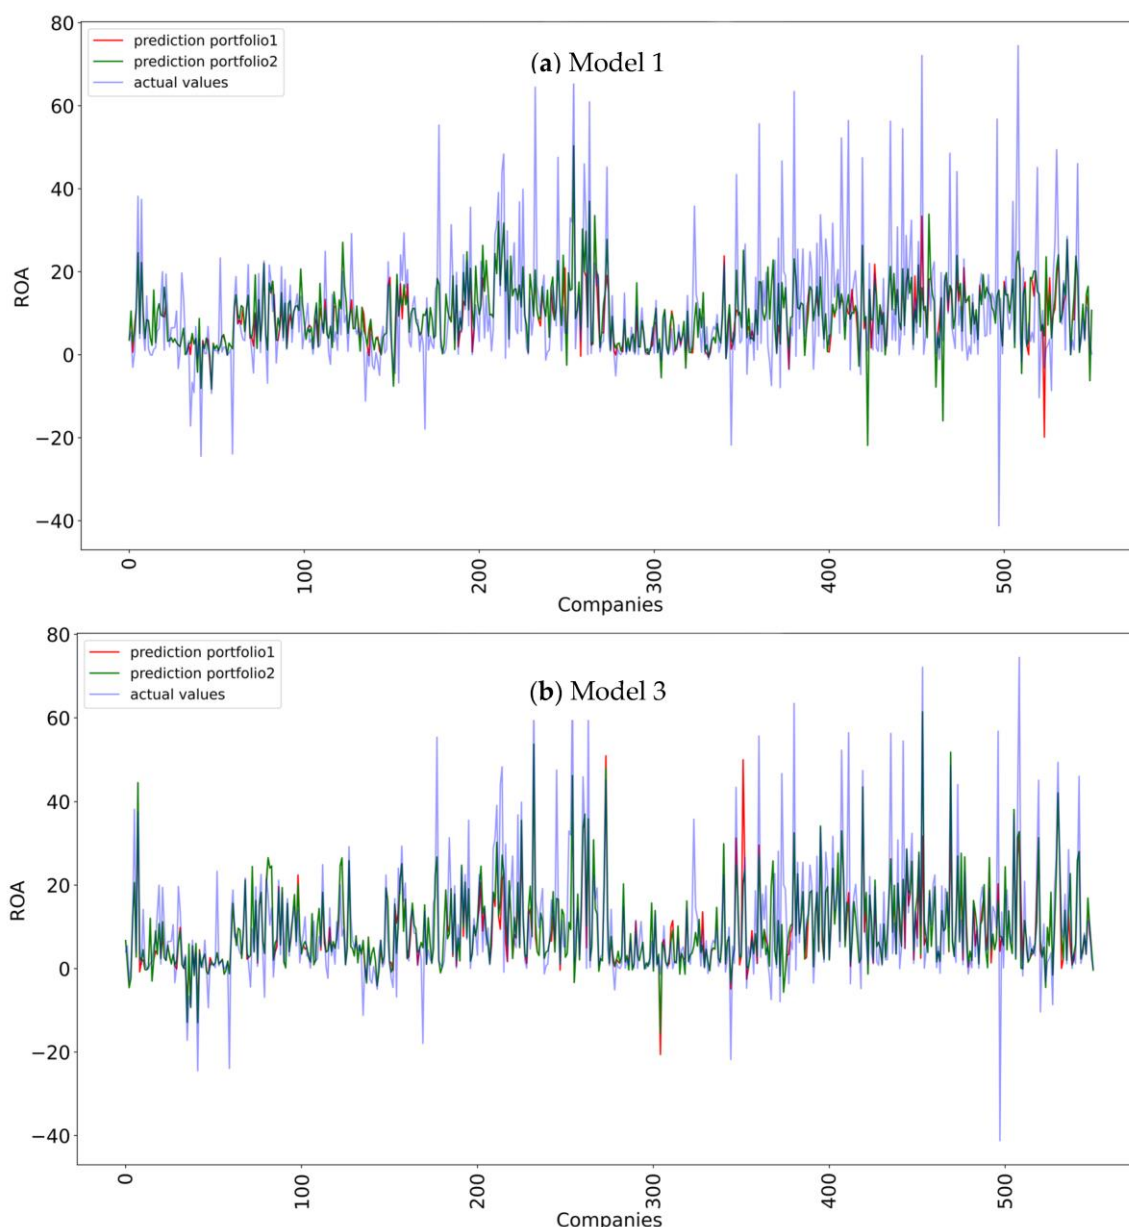 80
prediction portfolio1
prediction portfolio2
actual values
(a) Model 1
60
40
20
0
−20
−40
ROA
0
100
200
300
400
500
Companies
80
prediction portfolio1
prediction portfolio2
actual values
(b) Model 3
60
40
20
0
−20
−40
ROA
0
100
200
300
400
500
Companies